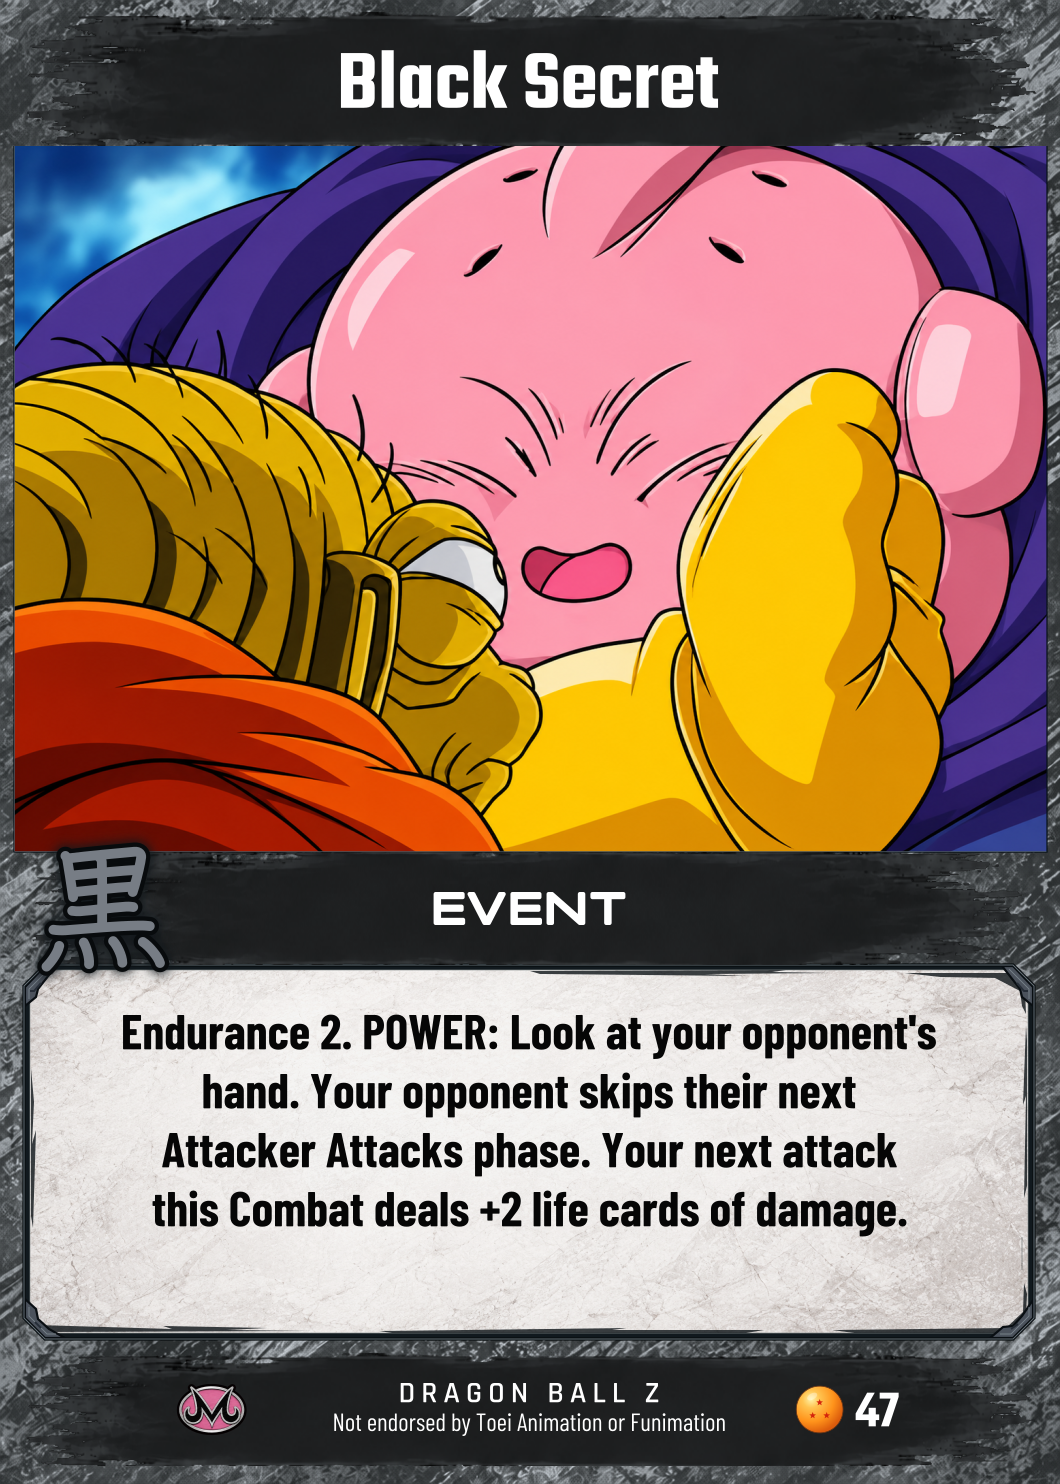 Black Secret
黒
EVENT
Endurance 2. POWER: Look at your opponent's
hand. Your opponent skips their next
Attacker Attacks phase. Your next attack
this Combat deals +2 life cards of damage.
DRAGON BALL Z
Not endorsed by Toei Animation or Funimation
47